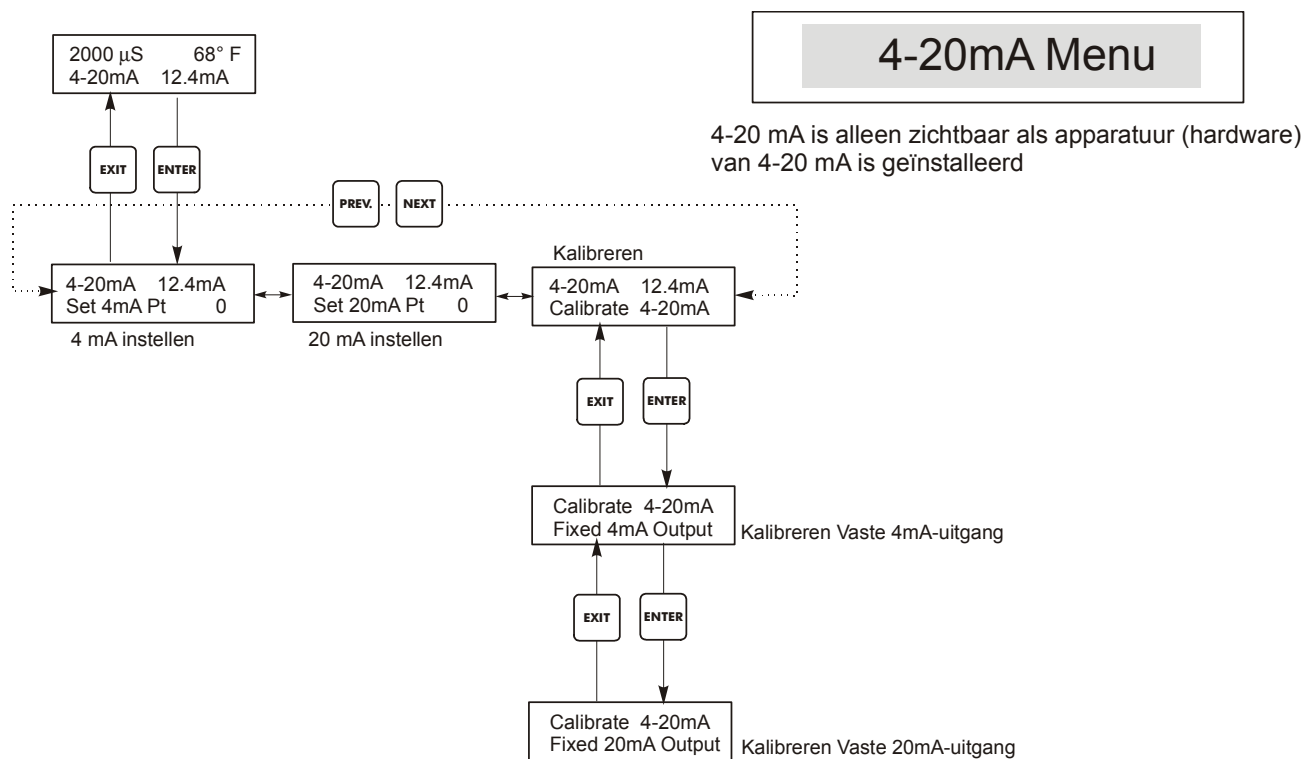 4-20mA Menu
4-20 mA is alleen zichtbaar als apparatuur (hardware)
van 4-20 mA is geïnstalleerd
2000 µS 68° F
4-20mA 12.4mA
EXIT
ENTER
PREV.
NEXT
4-20mA 12.4mA
Set 4mA Pt 0
4 mA instellen
4-20mA 12.4mA
Set 20mA Pt 0
20 mA instellen
Kalibreren
4-20mA 12.4mA
Calibrate 4-20mA
EXIT
ENTER
Calibrate 4-20mA
Fixed 4mA Output
Kalibreren Vaste 4mA-uitgang
EXIT
ENTER
Calibrate 4-20mA
Fixed 20mA Output
Kalibreren Vaste 20mA-uitgang